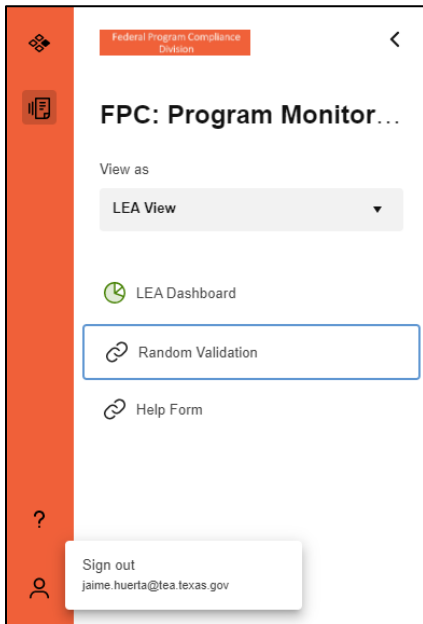 Federal Program Compliance
Division
FPC: Program Monitor...
View as
LEA View
LEA Dashboard
Random Validation
Help Form
?
Sign out
jaime.huerta@tea.texas.gov